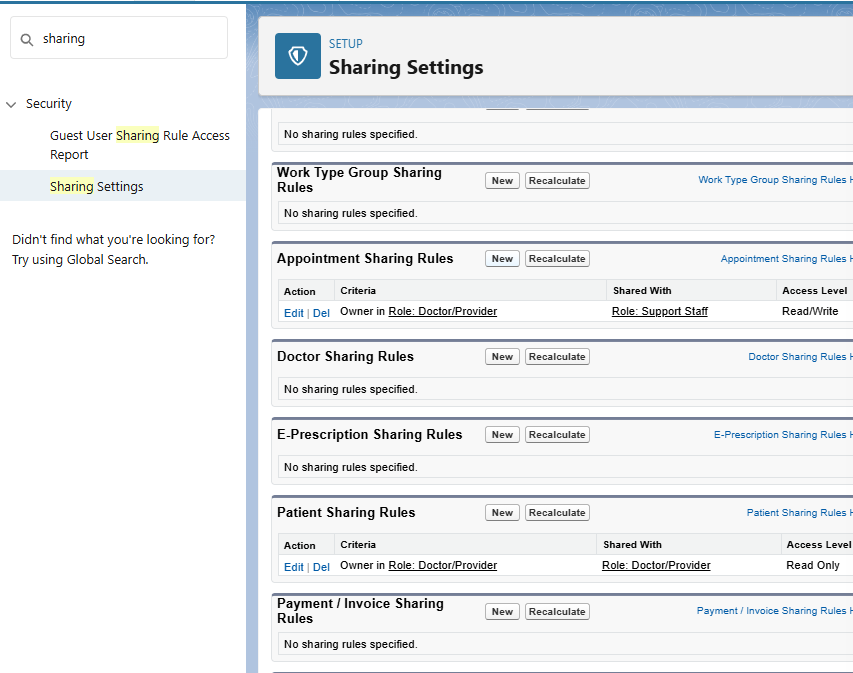 sharing
Security
Guest User Sharing Rule Access
Report
Sharing Settings
Didn't find what you're looking for?
Try using Global Search.
SETUP
Sharing Settings
No sharing rules specified.
Work Type Group Sharing
Rules
New Recalculate Work Type Group Sharing Rules
No sharing rules specified.
Appointment Sharing Rules New Recalculate Appointment Sharing Rules
Action Criteria Shared With Access Level
Edit | Del Owner in Role: Doctor/Provider Role: Support Staff Read/Write
Doctor Sharing Rules New Recalculate Doctor Sharing Rules
No sharing rules specified.
E-Prescription Sharing Rules New Recalculate E-Prescription Sharing Rules
No sharing rules specified.
Patient Sharing Rules New Recalculate Patient Sharing Rules
Action Criteria Shared With Access Level
Edit | Del Owner in Role: Doctor/Provider Role: Doctor/Provider Read Only
Payment / Invoice Sharing
Rules
New Recalculate Payment / Invoice Sharing Rules
No sharing rules specified.